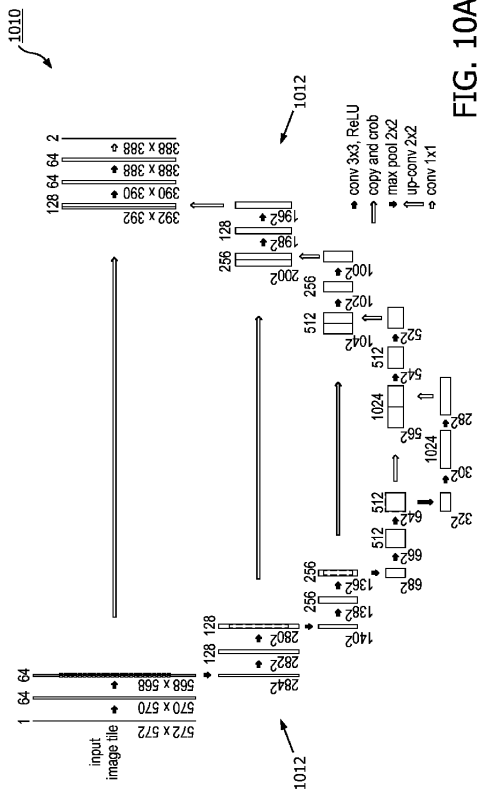 1010
input
image tile
1
64
64
128
64
64
2
572 x 572
570 x 570
568 x 568
392 x 392
390 x 390
388 x 388
388 x 388
128
128
256
128
284²
282²
280²
200²
198²
196²
1012
1012
256
256
512
256
140²
138²
136²
104²
102²
100²
512
512
1024
512
68²
66²
64²
56²
54²
52²
1024
32²
30²
28²
conv 3x3, ReLU
copy and crob
max pool 2x2
up-conv 2x2
conv 1x1
FIG. 10A